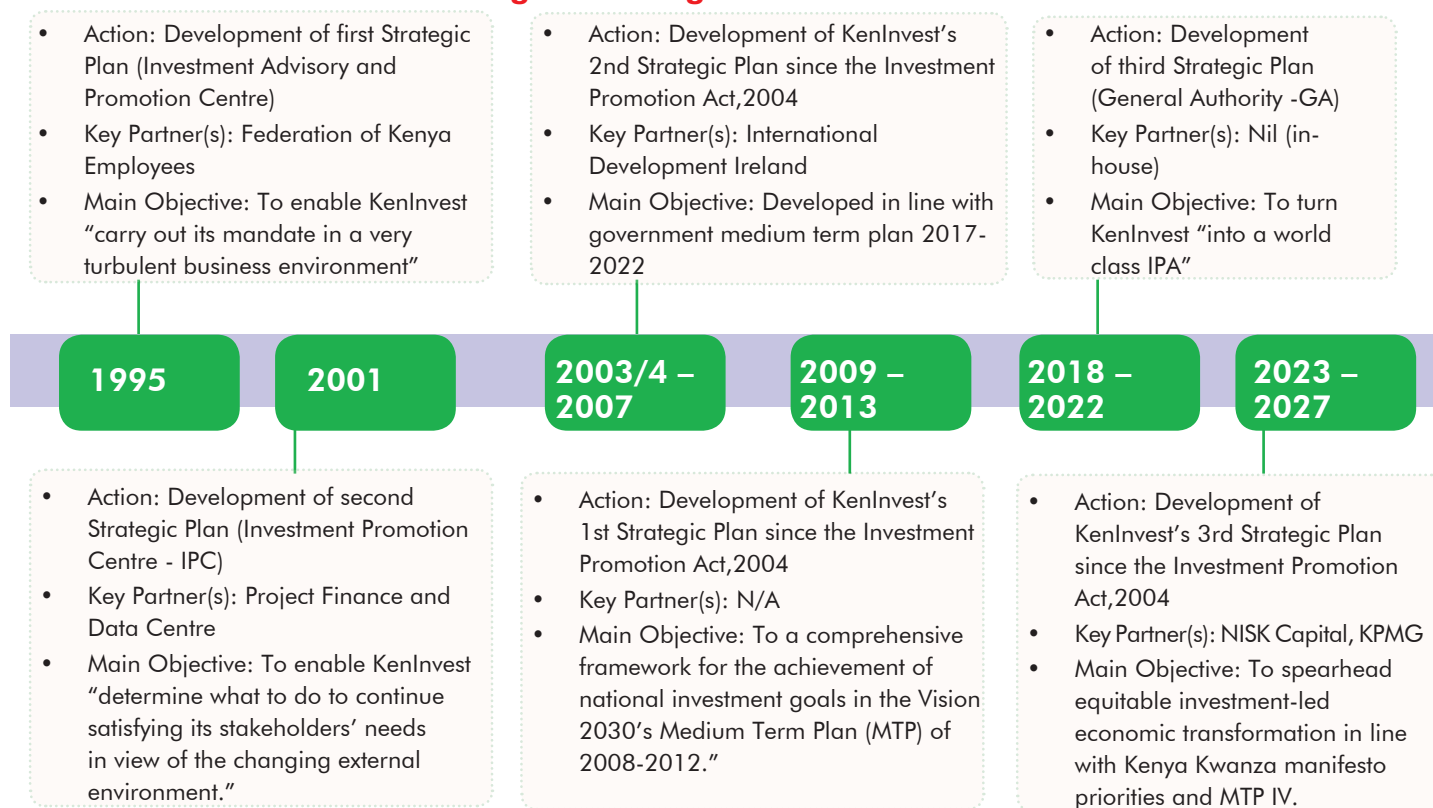 • Action: Development of first Strategic
Plan (Investment Advisory and
Promotion Centre)
• Key Partner(s): Federation of Kenya
Employees
• Main Objective: To enable KenInvest
“carry out its mandate in a very
turbulent business environment”
• Action: Development of KenInvest’s
2nd Strategic Plan since the Investment
Promotion Act,2004
• Key Partner(s): International
Development Ireland
• Main Objective: Developed in line with
government medium term plan 2017-
2022
• Action: Development
of third Strategic Plan
(General Authority -GA)
• Key Partner(s): Nil (in-
house)
• Main Objective: To turn
KenInvest “into a world
class IPA”
1995
2001
2003/4 –
2007
2009 –
2013
2018 –
2022
2023 –
2027
• Action: Development of second
Strategic Plan (Investment Promotion
Centre - IPC)
• Key Partner(s): Project Finance and
Data Centre
• Main Objective: To enable KenInvest
“determine what to do to continue
satisfying its stakeholders’ needs
in view of the changing external
environment.”
• Action: Development of KenInvest’s
1st Strategic Plan since the Investment
Promotion Act,2004
• Key Partner(s): N/A
• Main Objective: To a comprehensive
framework for the achievement of
national investment goals in the Vision
2030’s Medium Term Plan (MTP) of
2008-2012.”
• Action: Development of
KenInvest’s 3rd Strategic Plan
since the Investment Promotion
Act,2004
• Key Partner(s): NISK Capital, KPMG
• Main Objective: To spearhead
equitable investment-led
economic transformation in line
with Kenya Kwanza manifesto
priorities and MTP IV.